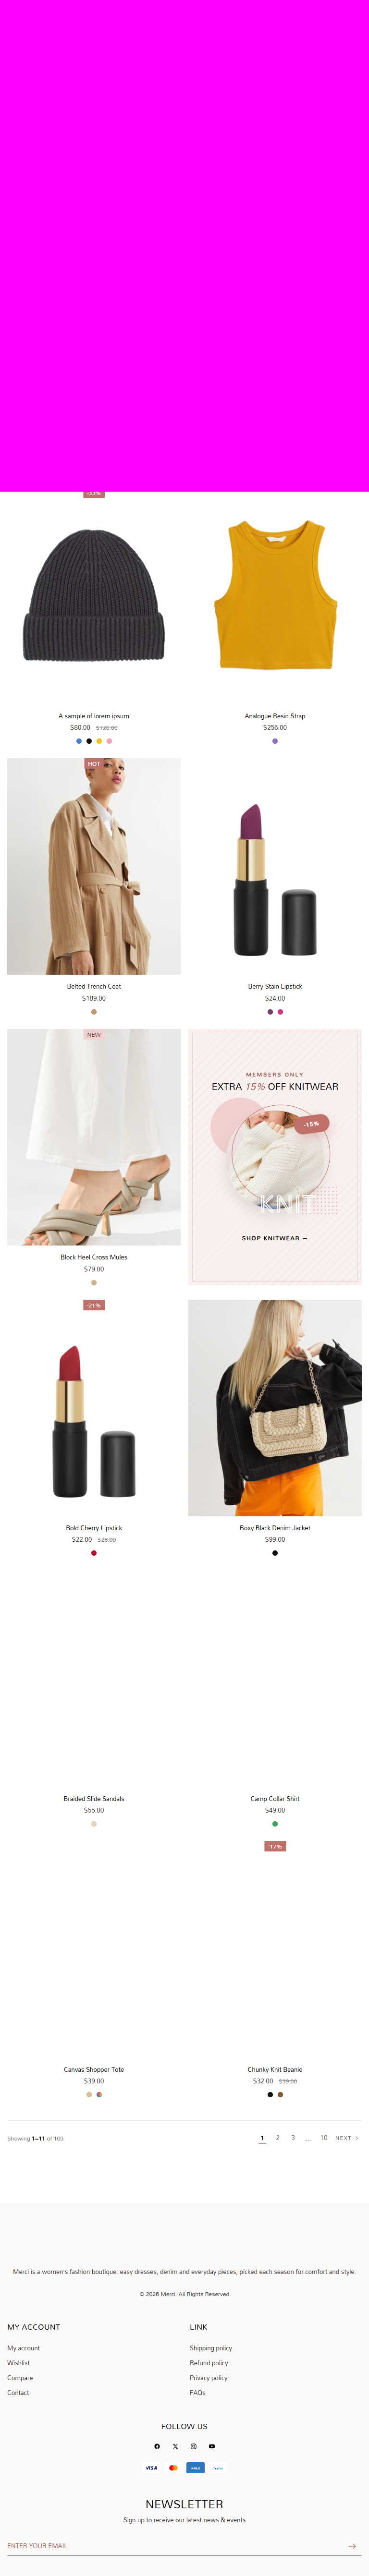 -33%
A sample of lorem ipsum
$80.00 $120.00
Analogue Resin Strap
$256.00
HOT
Belted Trench Coat
$189.00
Berry Stain Lipstick
$24.00
NEW
Block Heel Cross Mules
$79.00
MEMBERS ONLY
EXTRA 15% OFF KNITWEAR
-15%
KNIT
SHOP KNITWEAR →
-21%
Bold Cherry Lipstick
$22.00 $28.00
Boxy Black Denim Jacket
$99.00
Braided Slide Sandals
$55.00
Camp Collar Shirt
$49.00
-17%
Canvas Shopper Tote
$39.00
Chunky Knit Beanie
$32.00 $39.00
Showing 1–11 of 105
1 2 3 … 10 NEXT
Merci is a women's fashion boutique: easy dresses, denim and everyday pieces, picked each season for comfort and style.
© 2026 Merci. All Rights Reserved
MY ACCOUNT
My account
Wishlist
Compare
Contact
LINK
Shipping policy
Refund policy
Privacy policy
FAQs
FOLLOW US
VISA
PayPal
NEWSLETTER
Sign up to receive our latest news & events
ENTER YOUR EMAIL